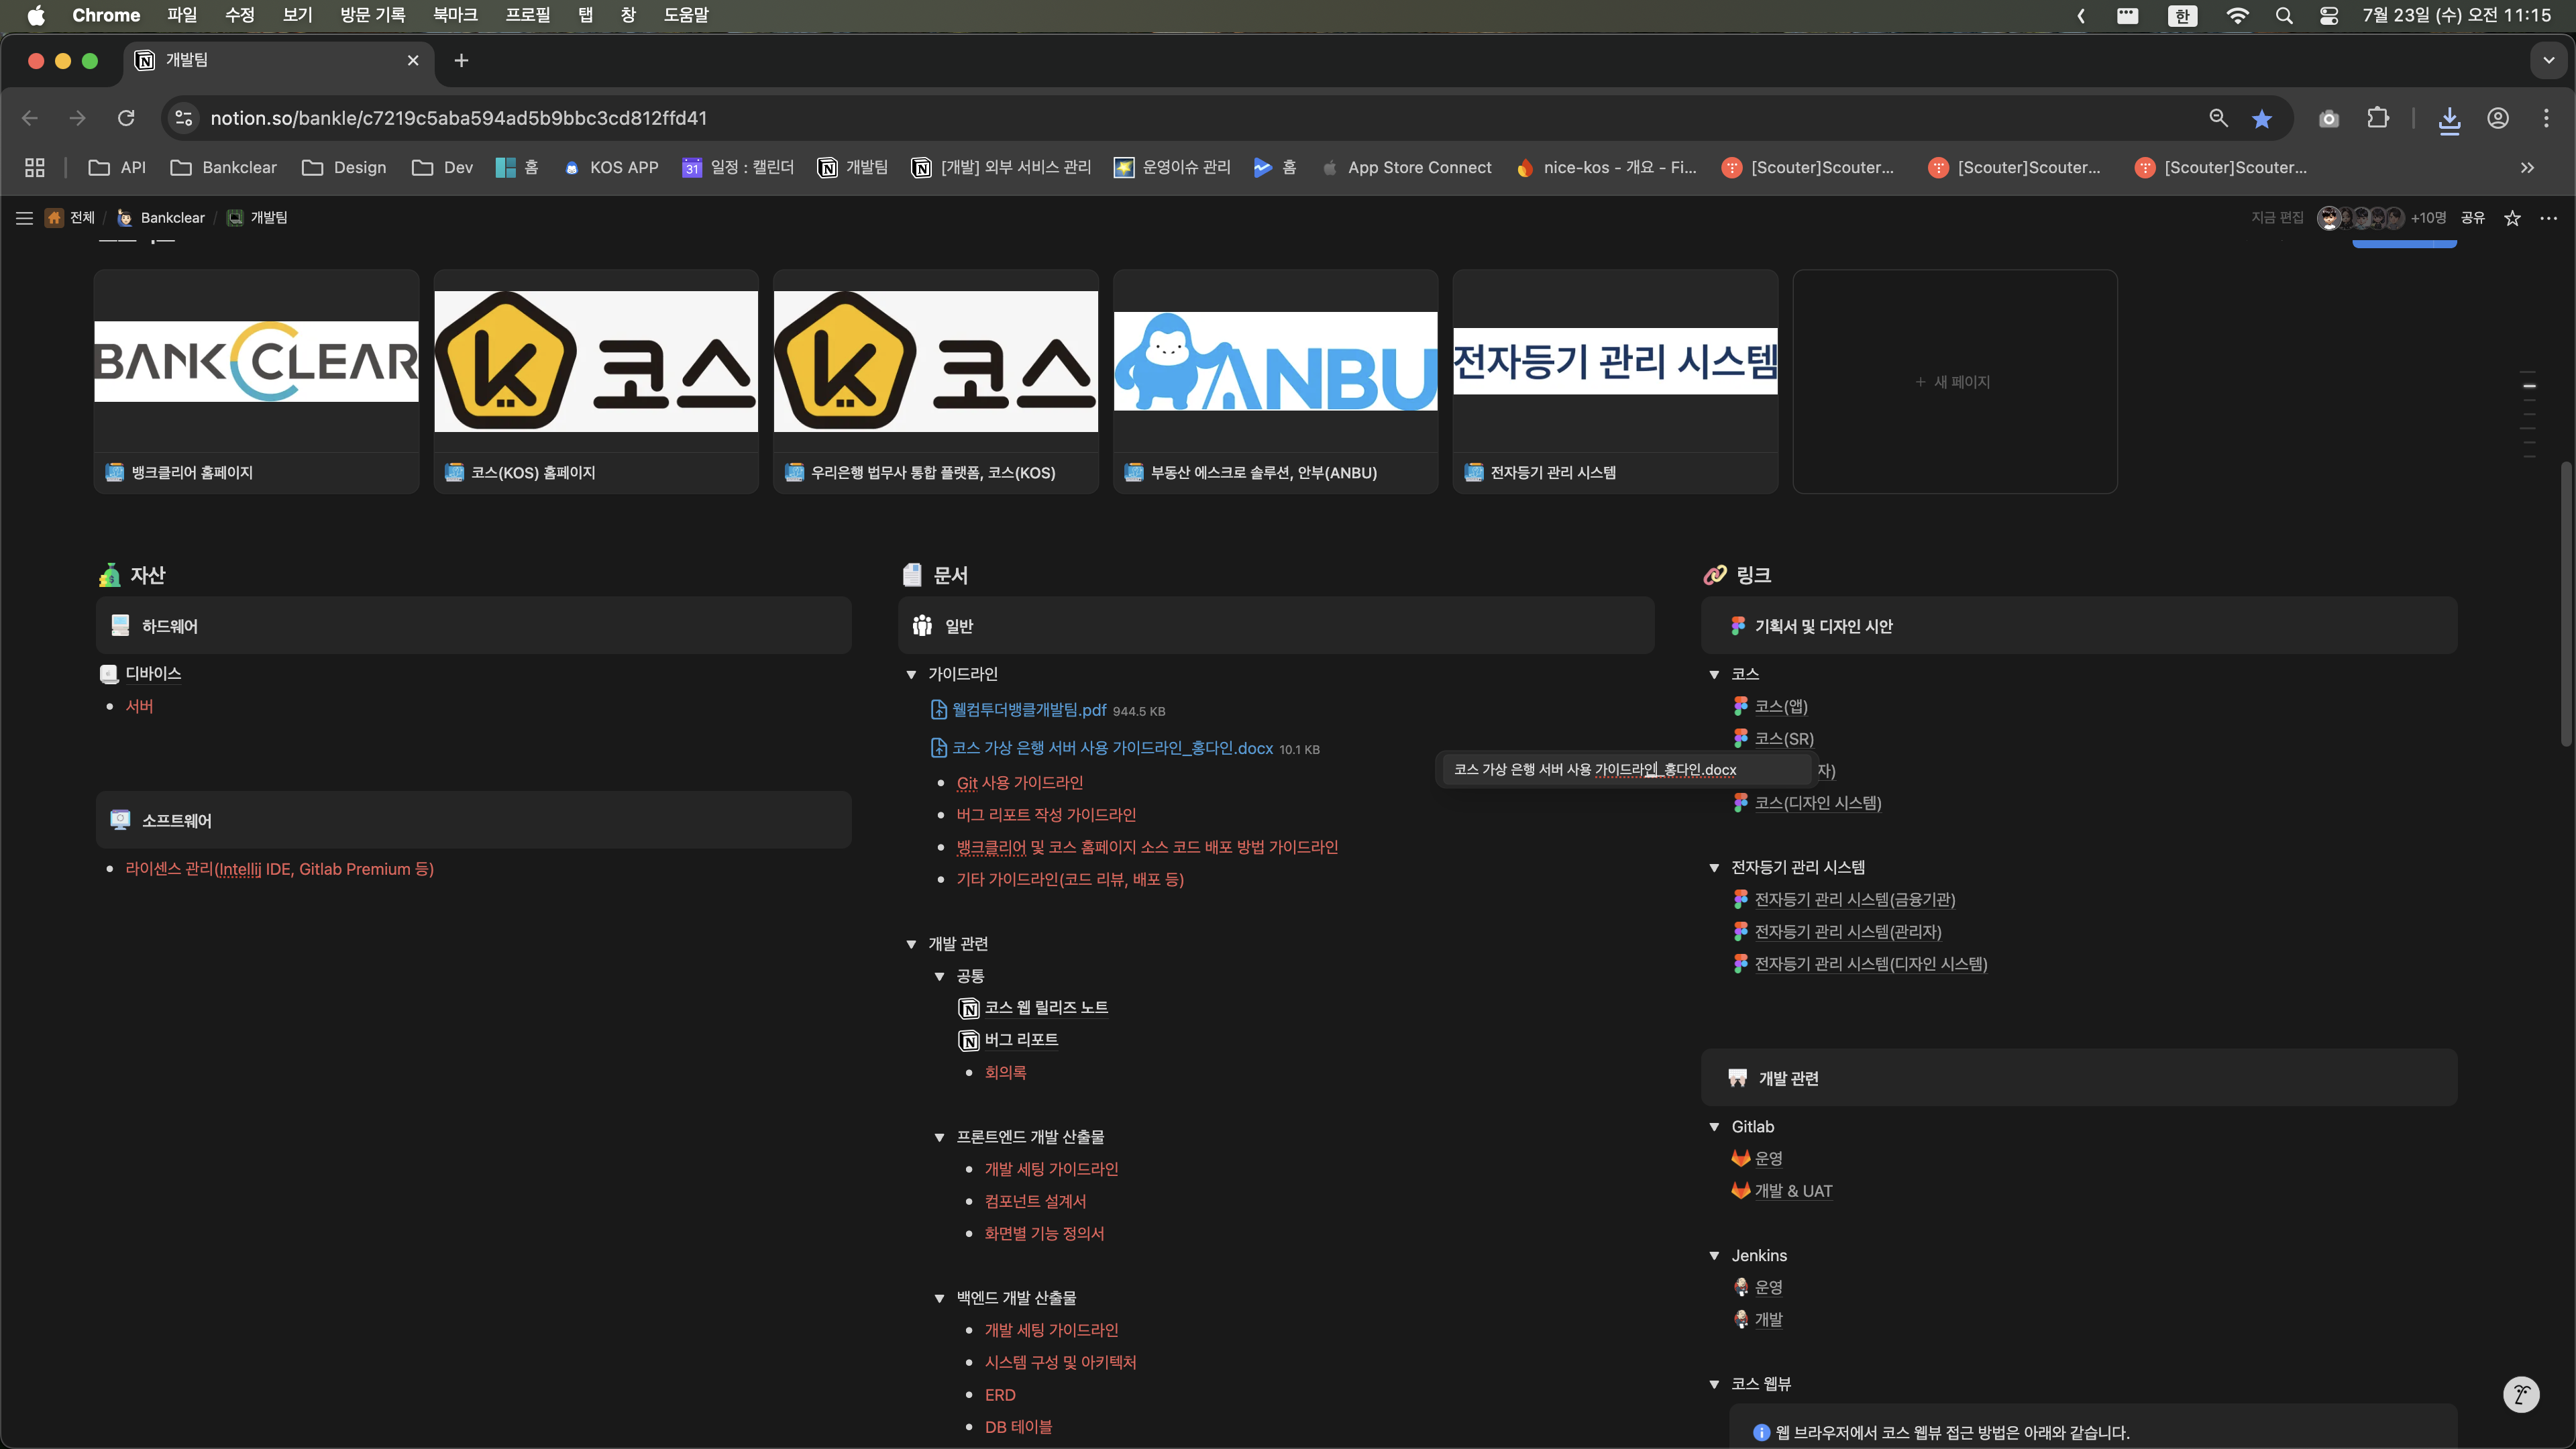 Chrome 파일 수정 보기 방문 기록 북마크 프로필 탭 창 도움말 한 7월 23일 (수) 오전 11:15
개발팀
notion.so/bankle/c7219c5aba594ad5b9bbc3cd812ffd41
API Bankclear Design Dev 홈 KOS APP 31 일정 : 캘린더 개발팀 [개발] 외부 서비스 관리 운영이슈 관리 홈 App Store Connect nice-kos - 개요 - Fi... [Scouter]Scouter... [Scouter]Scouter... [Scouter]Scouter...
전체 / Bankclear / 개발팀 지금 편집 +10명 공유
BANKCLEAR
코스
코스
ANBU
전자등기 관리 시스템
+ 새 페이지
뱅크클리어 홈페이지
코스(KOS) 홈페이지
우리은행 법무사 통합 플랫폼, 코스(KOS)
부동산 에스크로 솔루션, 안부(ANBU)
전자등기 관리 시스템
자산
하드웨어
디바이스
서버
소프트웨어
라이센스 관리(Intellij IDE, Gitlab Premium 등)
문서
일반
가이드라인
웰컴투더뱅클개발팀.pdf 944.5 KB
코스 가상 은행 서버 사용 가이드라인_홍다인.docx 10.1 KB
Git 사용 가이드라인
버그 리포트 작성 가이드라인
뱅크클리어 및 코스 홈페이지 소스 코드 배포 방법 가이드라인
기타 가이드라인(코드 리뷰, 배포 등)
개발 관련
공통
코스 웹 릴리즈 노트
버그 리포트
회의록
프론트엔드 개발 산출물
개발 세팅 가이드라인
컴포넌트 설계서
화면별 기능 정의서
백엔드 개발 산출물
개발 세팅 가이드라인
시스템 구성 및 아키텍처
ERD
DB 테이블
링크
기획서 및 디자인 시안
코스
코스(앱)
코스(SR)
코스 가상 은행 서버 사용 가이드라인_홍다인.docx
자)
코스(디자인 시스템)
전자등기 관리 시스템
전자등기 관리 시스템(금융기관)
전자등기 관리 시스템(관리자)
전자등기 관리 시스템(디자인 시스템)
개발 관련
Gitlab
운영
개발 & UAT
Jenkins
운영
개발
코스 웹뷰
웹 브라우저에서 코스 웹뷰 접근 방법은 아래와 같습니다.